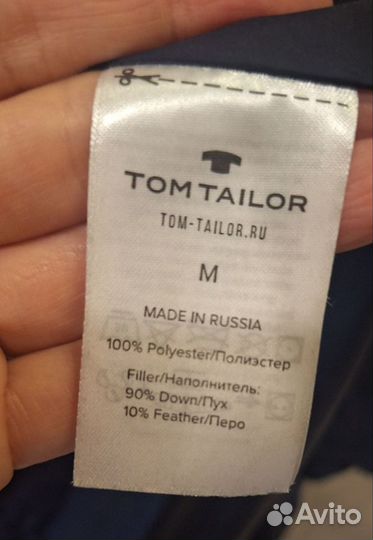 TOM TAILOR
TOM-TAILOR.RU
M
MADE IN RUSSIA
100% Polyester/Полиэстер
Filler/Наполнитель:
90% Down/Пух
10% Feather/Перо
Avito